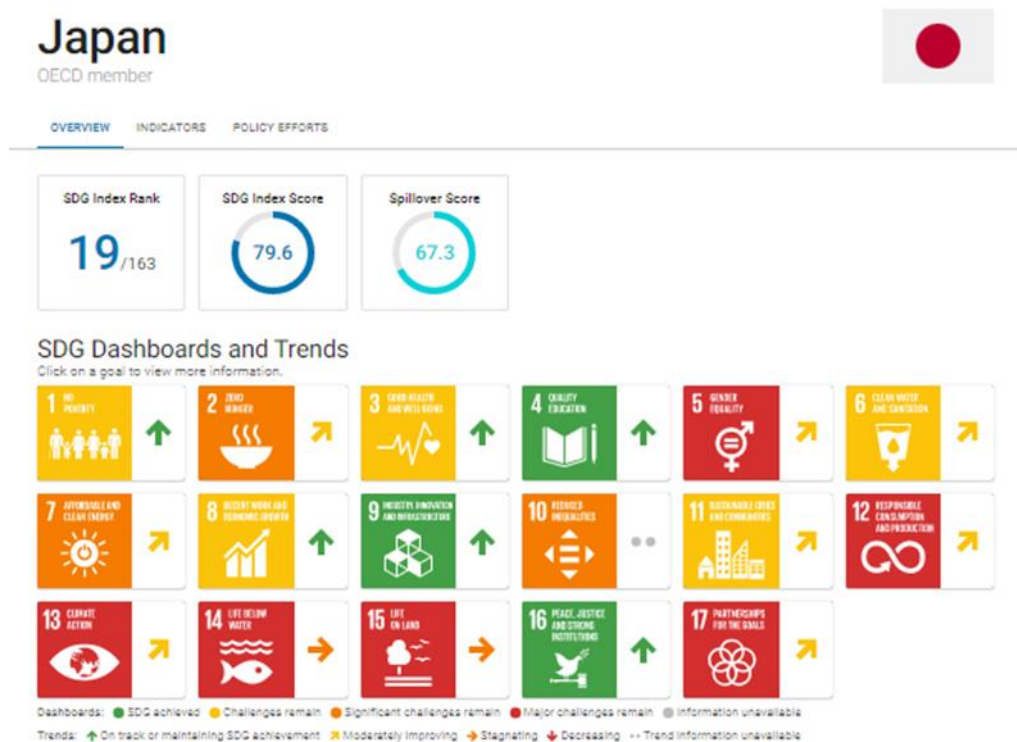 Japan
OECD member
OVERVIEW INDICATORS POLICY EFFORTS
SDG Index Rank
19/163
SDG Index Score
79.6
Spillover Score
67.3
SDG Dashboards and Trends
Click on a goal to view more information.
1 NO
POVERTY
2 ZERO
HUNGER
3 GOOD HEALTH
AND WELL-BEING
4 QUALITY
EDUCATION
5 GENDER
EQUALITY
6 CLEAN WATER
AND SANITATION
7 AFFORDABLE AND
CLEAN ENERGY
8 DECENT WORK AND
ECONOMIC GROWTH
9 INDUSTRY, INNOVATION
AND INFRASTRUCTURE
10 REDUCED
INEQUALITIES
11 SUSTAINABLE CITIES
AND COMMUNITIES
12 RESPONSIBLE
CONSUMPTION
AND PRODUCTION
13 CLIMATE
ACTION
14 LIFE BELOW
WATER
15 LIFE
ON LAND
16 PEACE, JUSTICE
AND STRONG
INSTITUTIONS
17 PARTNERSHIPS
FOR THE GOALS
Dashboards: SDG achieved Challenges remain Significant challenges remain Major challenges remain Information unavailable
Trends: On track or maintaining SDG achievement Moderately improving Stagnating Decreasing Trend information unavailable